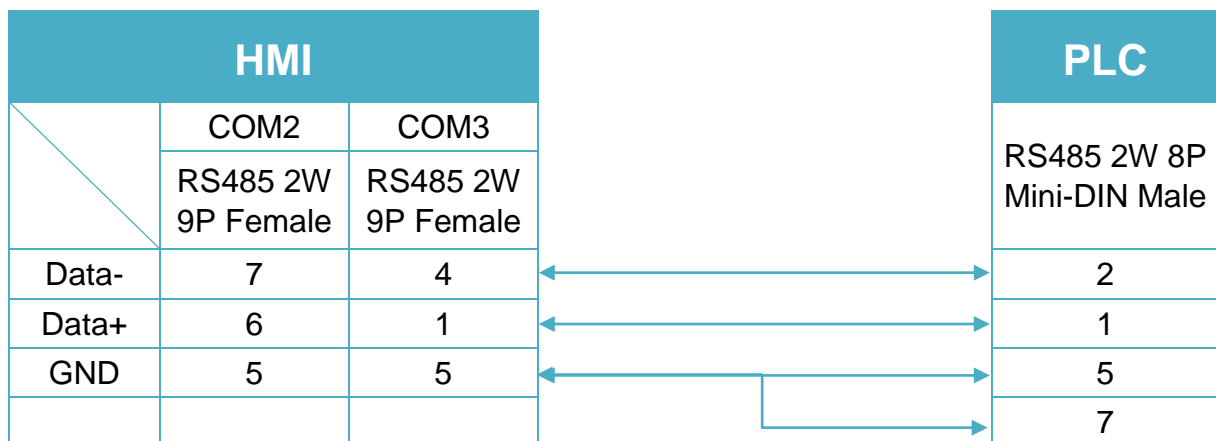 HMI
PLC
COM2 COM3
RS485 2W
9P Female
RS485 2W
9P Female
RS485 2W 8P
Mini-DIN Male
Data- 7 4 2
Data+ 6 1 1
GND 5 5 5
7